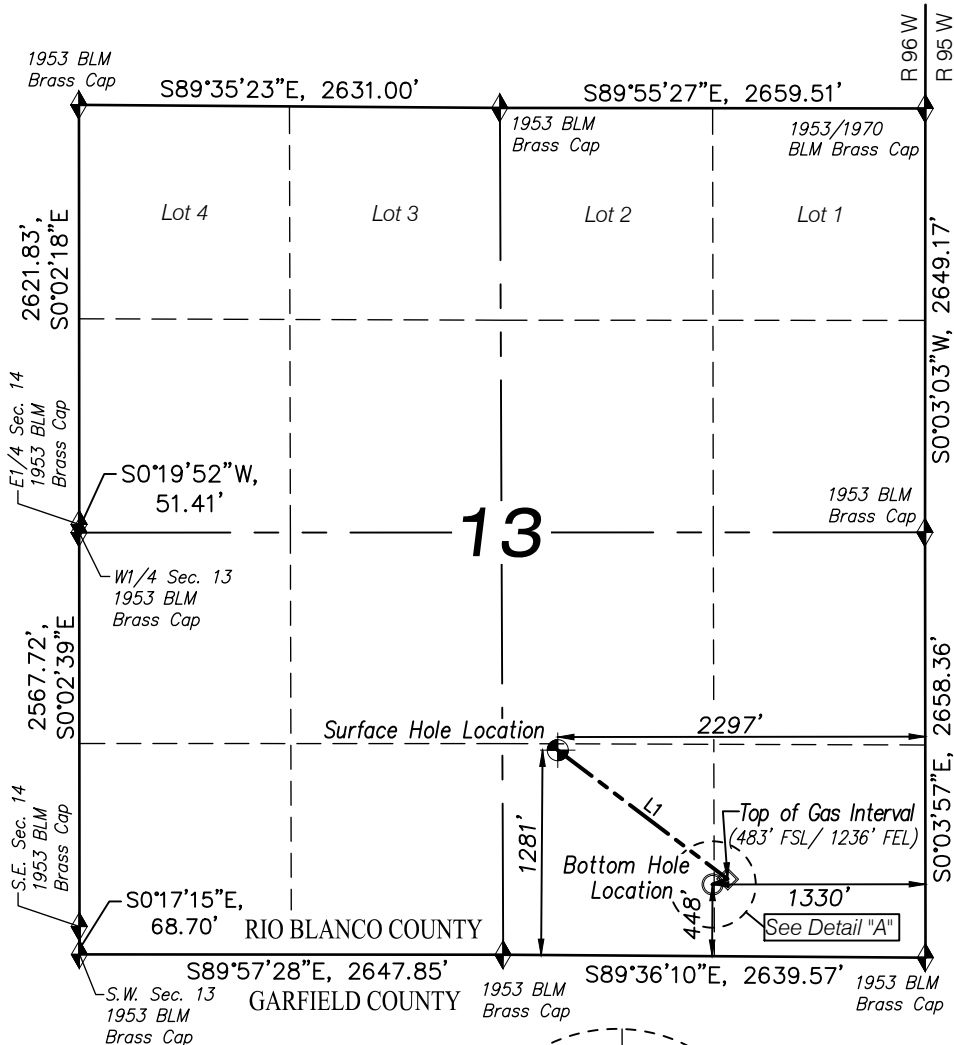 R 96 W
R 95 W
1953 BLM
Brass Cap
S89°35'23"E, 2631.00'
S89°55'27"E, 2659.51'
1953 BLM
Brass Cap
1953/1970
BLM Brass Cap
Lot 4
Lot 3
Lot 2
Lot 1
2621.83',
S0°02'18"E
S0°03'03"W, 2649.17'
E1/4 Sec. 14
1953 BLM
Brass Cap
S0°19'52"W,
51.41'
13
1953 BLM
Brass Cap
W1/4 Sec. 13
1953 BLM
Brass Cap
2567.72',
S0°02'39"E
S0°03'57"E, 2658.36'
Surface Hole Location
2297'
L1
Top of Gas Interval
(483' FSL/ 1236' FEL)
1281'
Bottom Hole
Location
448'
1330'
See Detail "A"
S.E. Sec. 14
1953 BLM
Brass Cap
S0°17'15"E,
68.70'
RIO BLANCO COUNTY
S89°57'28"E, 2647.85'
S89°36'10"E, 2639.57'
GARFIELD COUNTY
S.W. Sec. 13
1953 BLM
Brass Cap
1953 BLM
Brass Cap
1953 BLM
Brass Cap